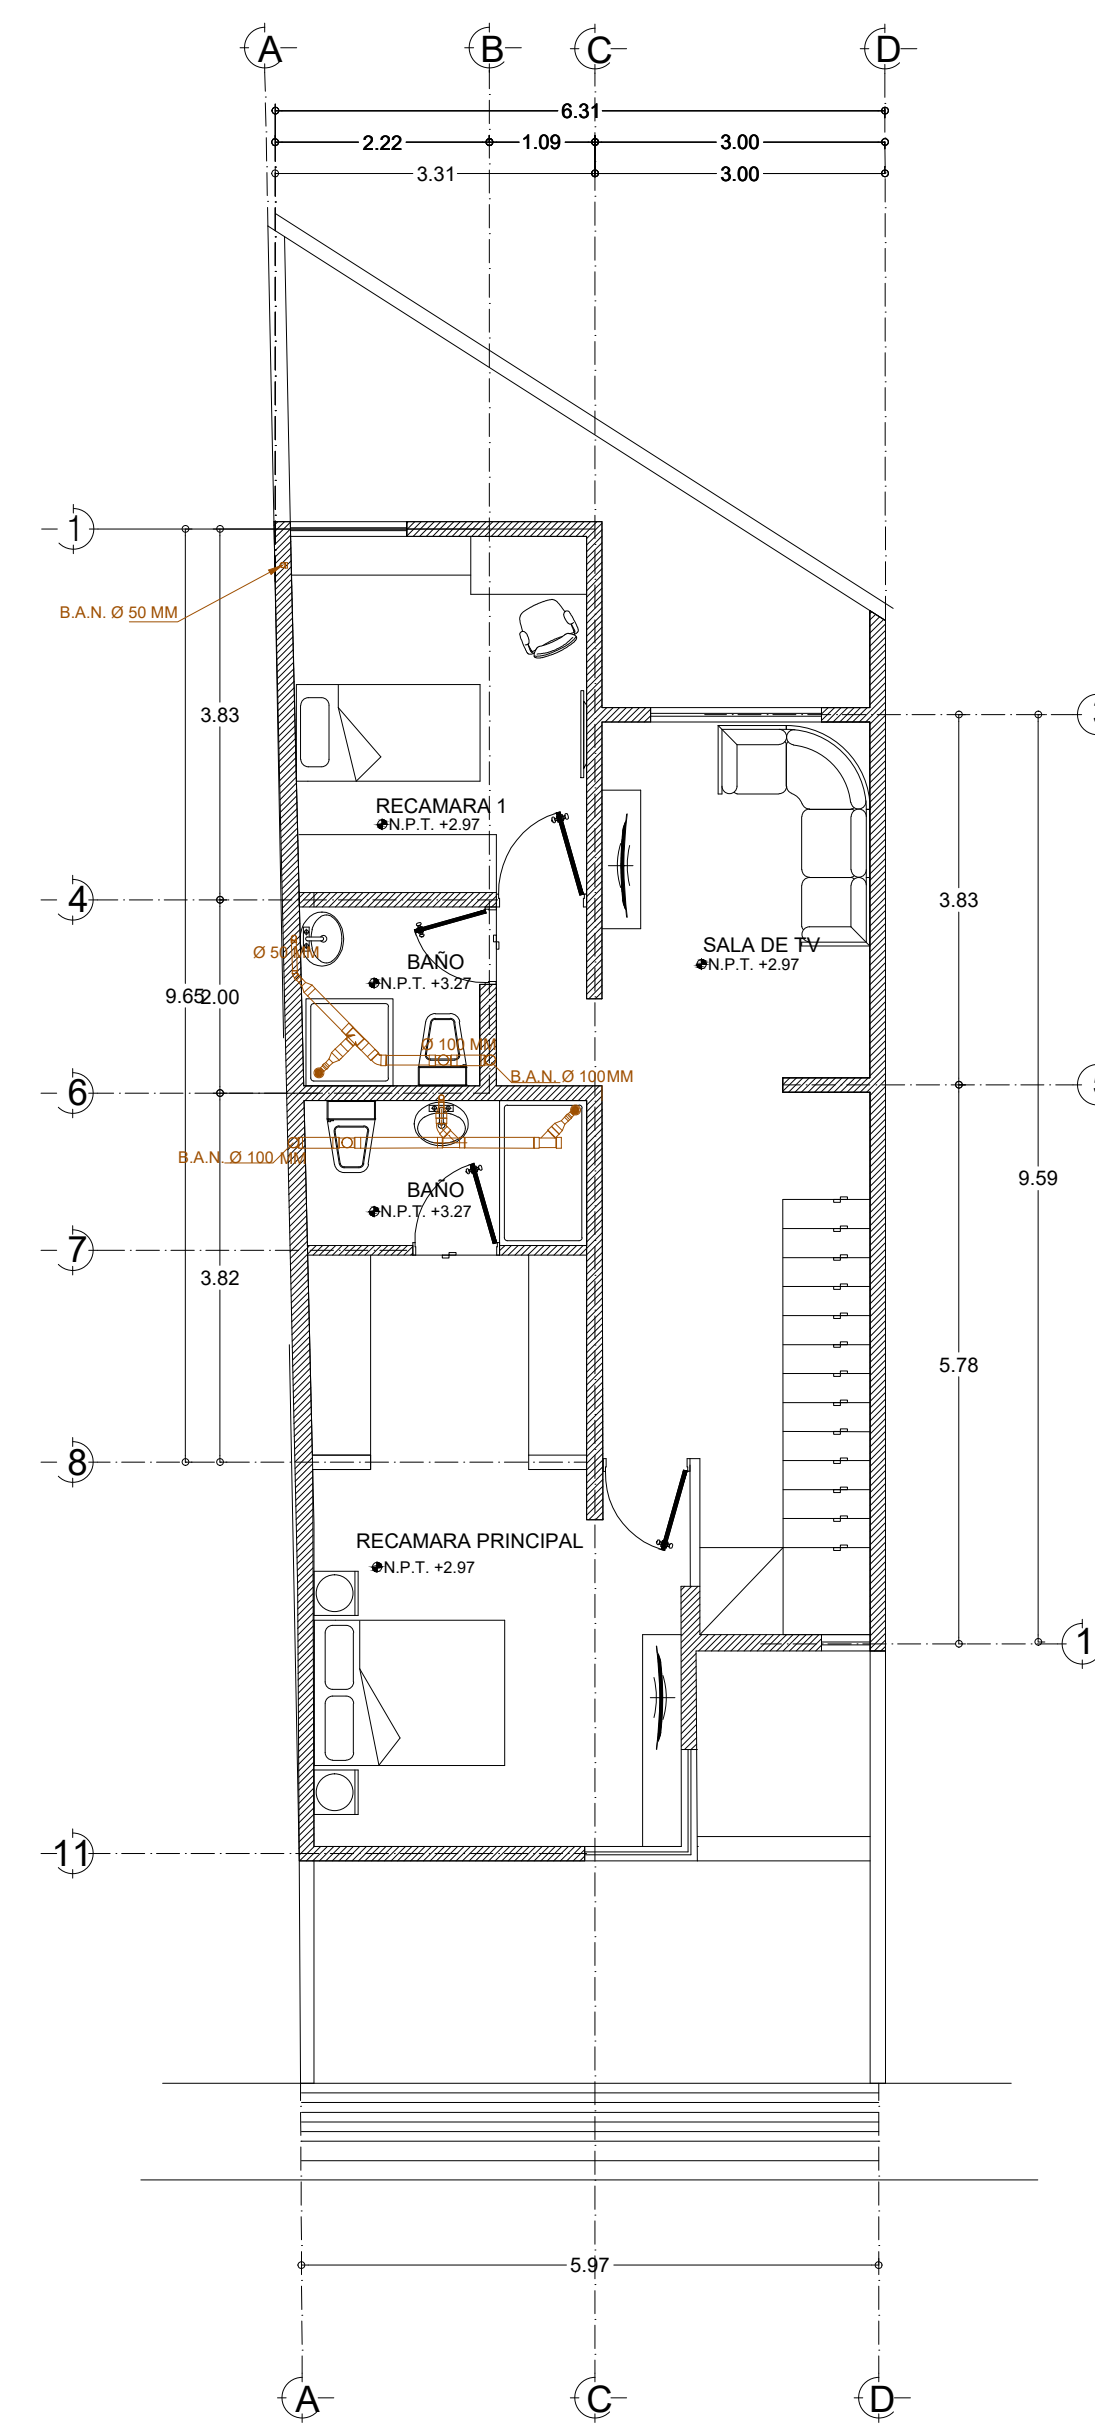 A B C D
6.31
2.22 1.09 3.00
3.31 3.00
1
B.A.N. Ø 50 MM
3.83
RECAMARA 1
N.P.T. +2.97
4
3.83
SALA DE TV
N.P.T. +2.97
Ø 50 MM
BAÑO
N.P.T. +3.27
9.65
2.00
Ø 100 MM
B.A.N. Ø 100MM
6
B.A.N. Ø 100 MM
BAÑO
N.P.T. +3.27
9.59
7
3.82
5.78
8
RECAMARA PRINCIPAL
N.P.T. +2.97
1
11
5.97
A C D